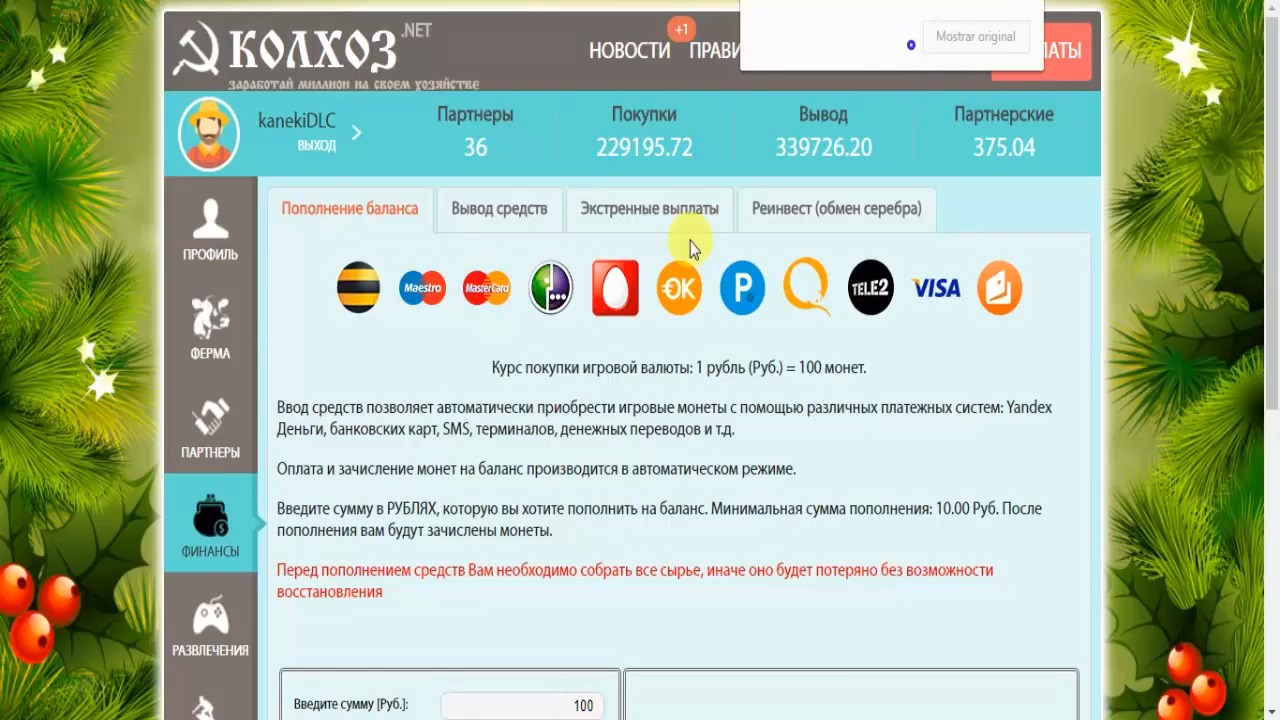 КОЛХОЗ .NET
заработай миллион на своем хозяйстве
НОВОСТИ
+1
Mostrar original
kanekiDLC
ВЫХОД
Партнеры
36
Покупки
229195.72
Вывод
339726.20
Партнерские
375.04
ПРОФИЛЬ
ФЕРМА
ПАРТНЕРЫ
ФИНАНСЫ
РАЗВЛЕЧЕНИЯ
Пополнение баланса
Вывод средств
Экстренные выплаты
Реинвест (обмен серебра)
Maestro
MasterCard
OK
P
TELE2
VISA
Курс покупки игровой валюты: 1 рубль (Руб.) = 100 монет.
Ввод средств позволяет автоматически приобрести игровые монеты с помощью различных платежных систем: Yandex
Деньги, банковских карт, SMS, терминалов, денежных переводов и т.д.
Оплата и зачисление монет на баланс производится в автоматическом режиме.
Введите сумму в РУБЛЯХ, которую вы хотите пополнить на баланс. Минимальная сумма пополнения: 10.00 Руб. После
пополнения вам будут зачислены монеты.
Перед пополнением средств Вам необходимо собрать все сырье, иначе оно будет потеряно без возможности
восстановления
Введите сумму [Руб.]:
100